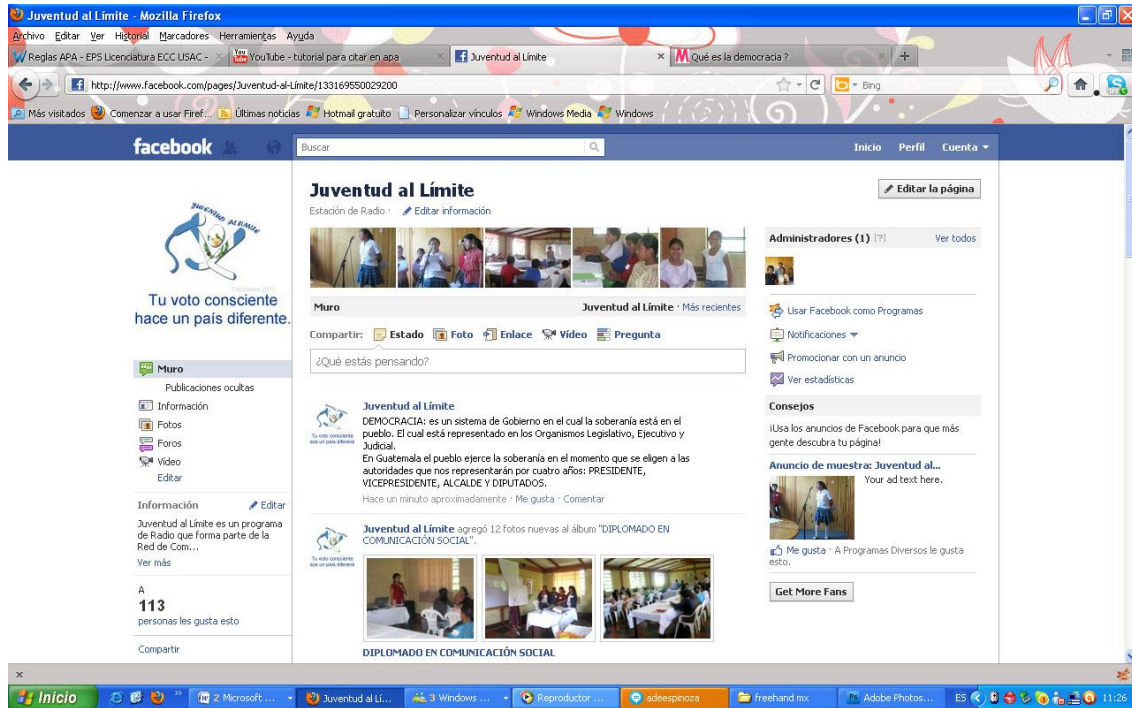 Juventud al Límite - Mozilla Firefox
Archivo Editar Ver Historial Marcadores Herramientas Ayuda
Reglas APA - EPS Licenciatura ECC USAC -
YouTube - tutorial para citar en apa
Juventud al Límite
Qué es la democracia ?
http://www.facebook.com/pages/Juventud-al-Límite/133169550029200
Bing
Más visitados Comenzar a usar Firef... Últimas noticias Hotmail gratuito Personalizar vínculos Windows Media Windows
facebook
Buscar
Inicio Perfil Cuenta
JUVENTUD AL LIMITE
Tu voto consciente
hace un país diferente.
Muro
Publicaciones ocultas
Información
Fotos
Foros
Vídeo
Editar
Información Editar
Juventud al Límite es un programa
de Radio que forma parte de la
Red de Com...
Ver más
A
113
personas les gusta esto
Compartir
Juventud al Límite
Estación de Radio · Editar información
Muro Juventud al Límite · Más recientes
Compartir: Estado Foto Enlace Vídeo Pregunta
¿Qué estás pensando?
Juventud al Límite
DEMOCRACIA: es un sistema de Gobierno en el cual la soberanía está en el
pueblo. El cual está representado en los Organismos Legislativo, Ejecutivo y
Judicial.
En Guatemala el pueblo ejerce la soberanía en el momento que se eligen a las
autoridades que nos representarán por cuatro años: PRESIDENTE,
VICEPRESIDENTE, ALCALDE Y DIPUTADOS.
Hace un minuto aproximadamente · Me gusta · Comentar
Juventud al Límite agregó 12 fotos nuevas al álbum "DIPLOMADO EN
COMUNICACIÓN SOCIAL".
DIPLOMADO EN COMUNICACIÓN SOCIAL
Editar la página
Administradores (1) [?] Ver todos
Usar Facebook como Programas
Notificaciones
Promocionar con un anuncio
Ver estadísticas
Consejos
¡Usa los anuncios de Facebook para que más
gente descubra tu página!
Anuncio de muestra: Juventud al...
Your ad text here.
Me gusta · A Programas Diversos le gusta
esto.
Get More Fans
Inicio
2 Microsoft ...
Juventud al Lí...
3 Windows ...
Reproductor ...
adeespinoza
freehand mx
Adobe Photos...
ES
11:26